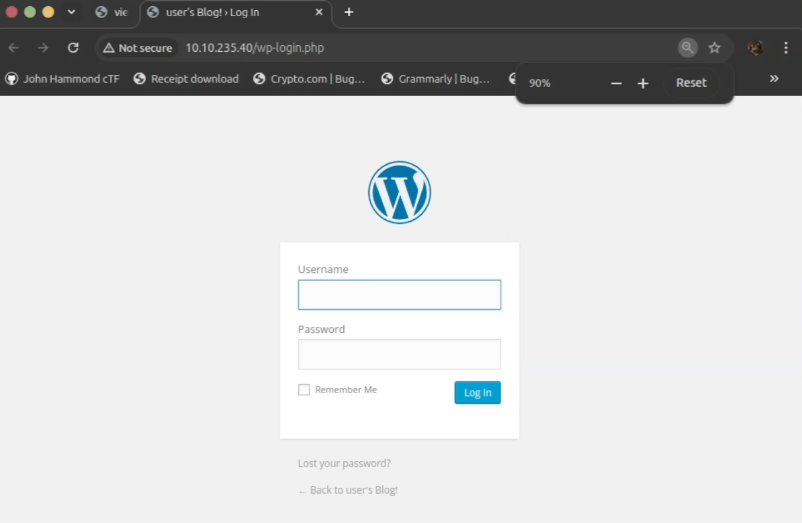 vie
user's Blog! › Log In
Not secure 10.10.235.40/wp-login.php
John Hammond cTF Receipt download Crypto.com | Bug... Grammarly | Bug...
90% Reset
Username
Password
Remember Me
Log In
Lost your password?
← Back to user's Blog!